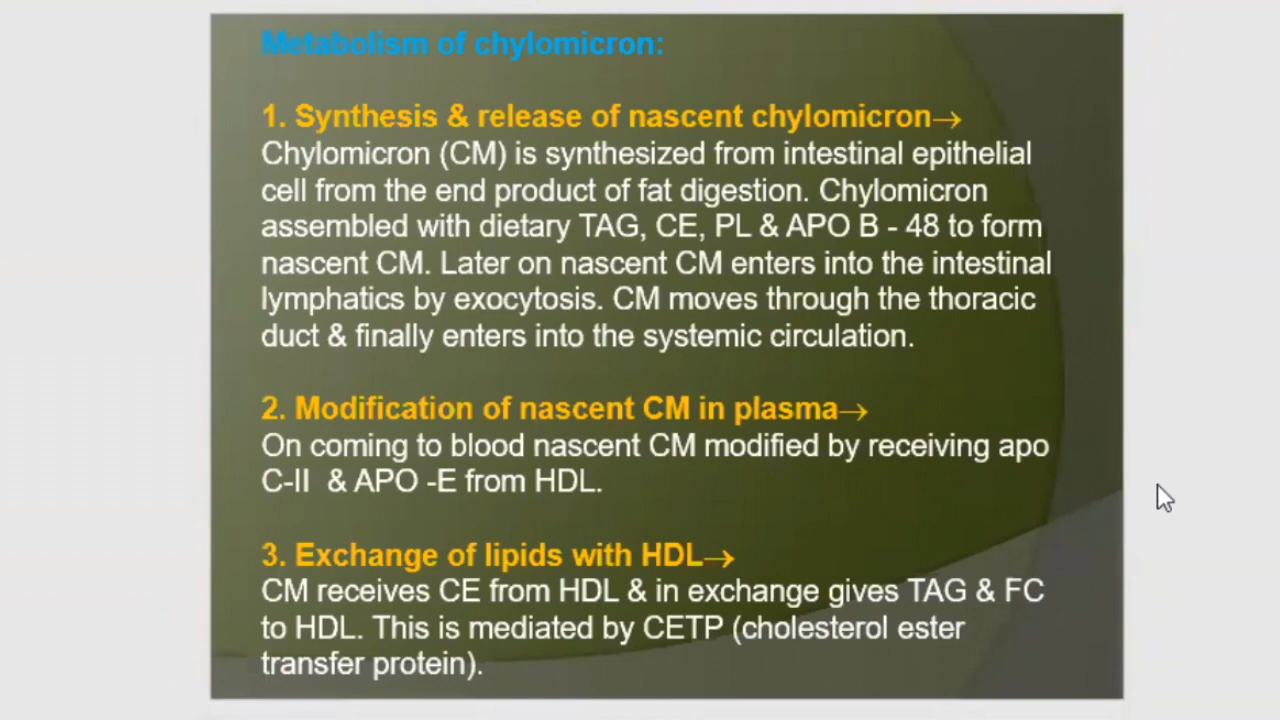 Metabolism of chylomicron:
1. Synthesis & release of nascent chylomicron→
Chylomicron (CM) is synthesized from intestinal epithelial
cell from the end product of fat digestion. Chylomicron
assembled with dietary TAG, CE, PL & APO B - 48 to form
nascent CM. Later on nascent CM enters into the intestinal
lymphatics by exocytosis. CM moves through the thoracic
duct & finally enters into the systemic circulation.
2. Modification of nascent CM in plasma→
On coming to blood nascent CM modified by receiving apo
C-II & APO -E from HDL.
3. Exchange of lipids with HDL→
CM receives CE from HDL & in exchange gives TAG & FC
to HDL. This is mediated by CETP (cholesterol ester
transfer protein).